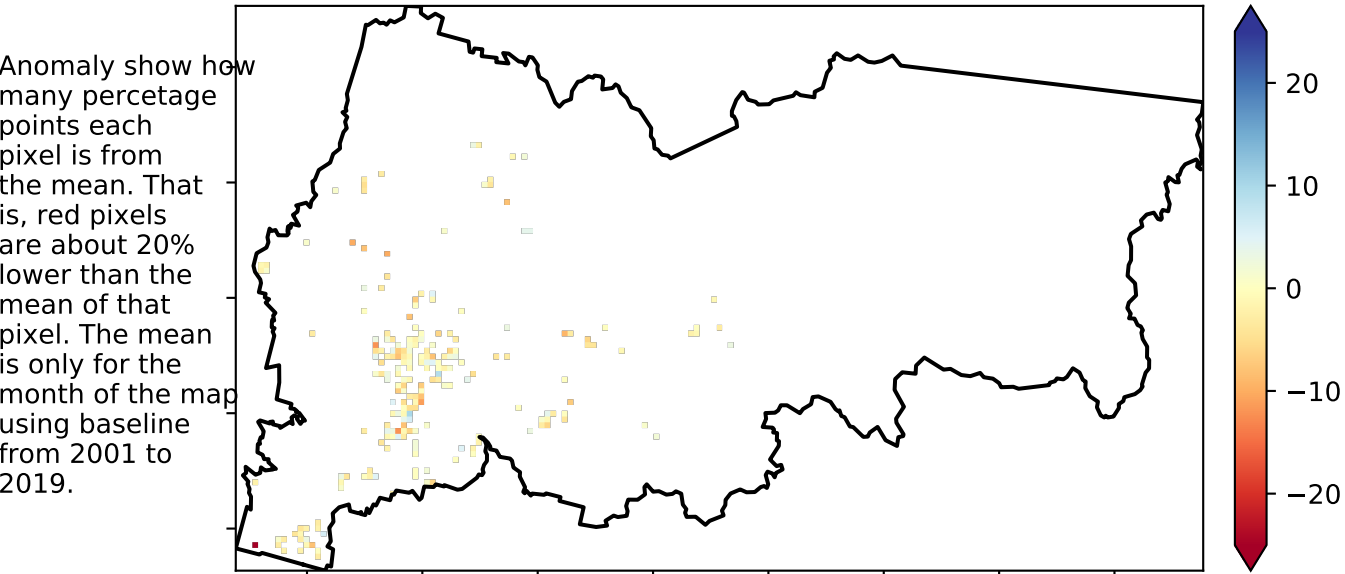 Anomaly show how
many percetage
points each
pixel is from
the mean. That
is, red pixels
are about 20%
lower than the
mean of that
pixel. The mean
is only for the
month of the map
using baseline
from 2001 to
2019.
20
10
0
−10
−20